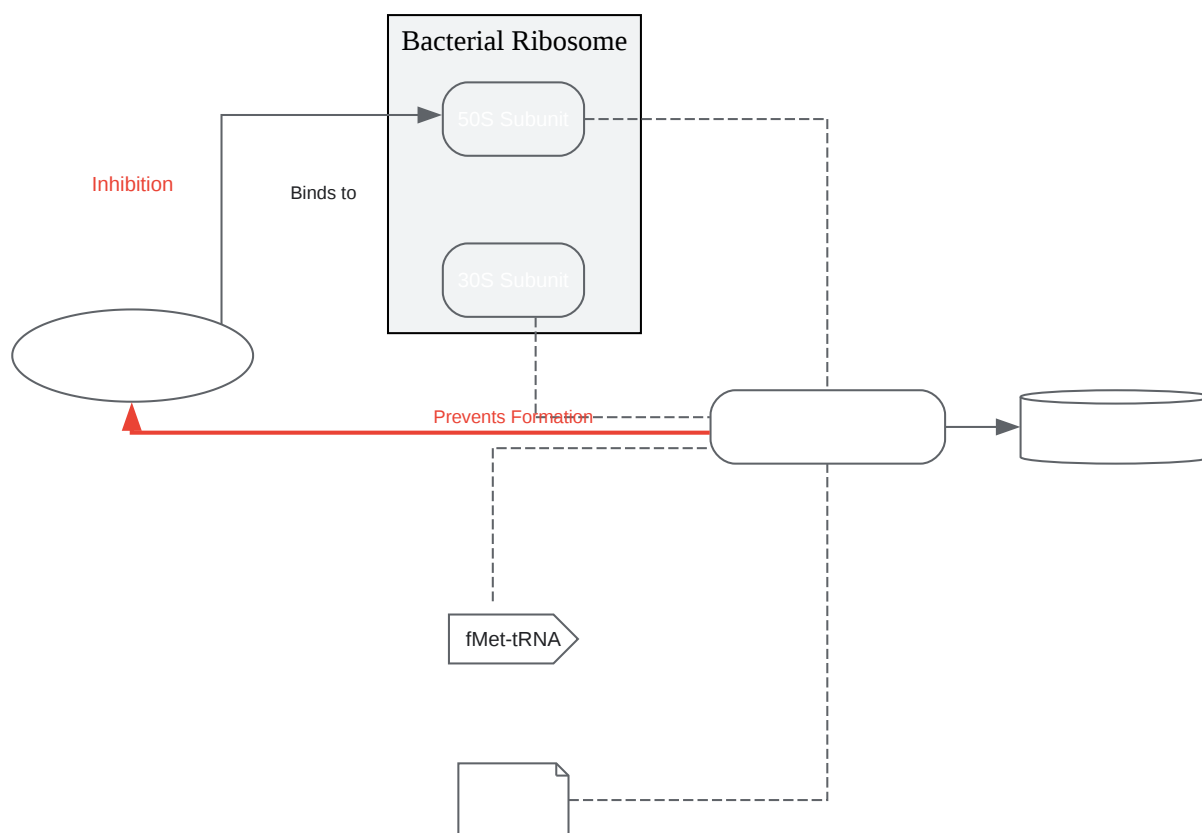 Bacterial Ribosome
50S Subunit
Inhibition
Binds to
30S Subunit
Prevents Formation
fMet-tRNA